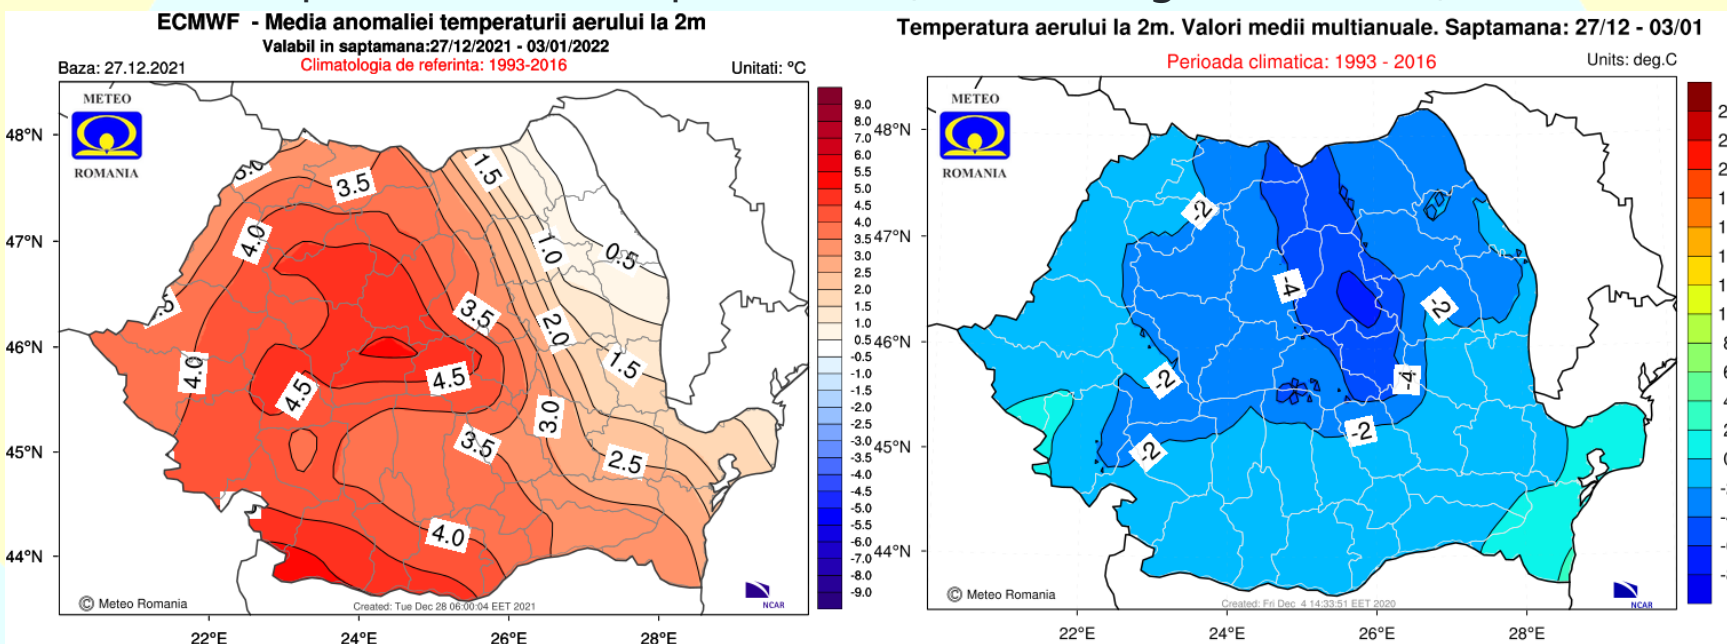 ECMWF - Media anomaliei temperaturii aerului la 2m
Valabil in saptamana:27/12/2021 - 03/01/2022
Climatologia de referinta: 1993-2016
Baza: 27.12.2021
Unitati: °C
METEO
ROMANIA
48°N
47°N
46°N
45°N
44°N
3.5
1.5
4.0
1.0
0.5
3.5
2.0
1.5
4.0
4.5
4.5
3.0
3.5
2.5
4.0
9.0
8.0
7.0
6.0
5.0
4.5
4.0
3.5
3.0
2.5
2.0
1.5
1.0
0.5
-0.5
-1.0
-1.5
-2.0
-2.5
-3.0
-3.5
-4.0
-4.5
-5.0
-5.5
-6.0
-7.0
-8.0
-9.0
© Meteo Romania
Created: Tue Dec 28 06:00:04 EET 2021
NCAR
22°E
24°E
26°E
28°E
Temperatura aerului la 2m. Valori medii multianuale. Saptamana: 27/12 - 03/01
Perioada climatica: 1993 - 2016
Units: deg.C
METEO
ROMANIA
48°N
47°N
46°N
45°N
44°N
-2
-4
-2
-2
-4
-2
-2
© Meteo Romania
Created: Fri Dec 4 14:33:51 EET 2020
NCAR
22°E
24°E
26°E
28°E